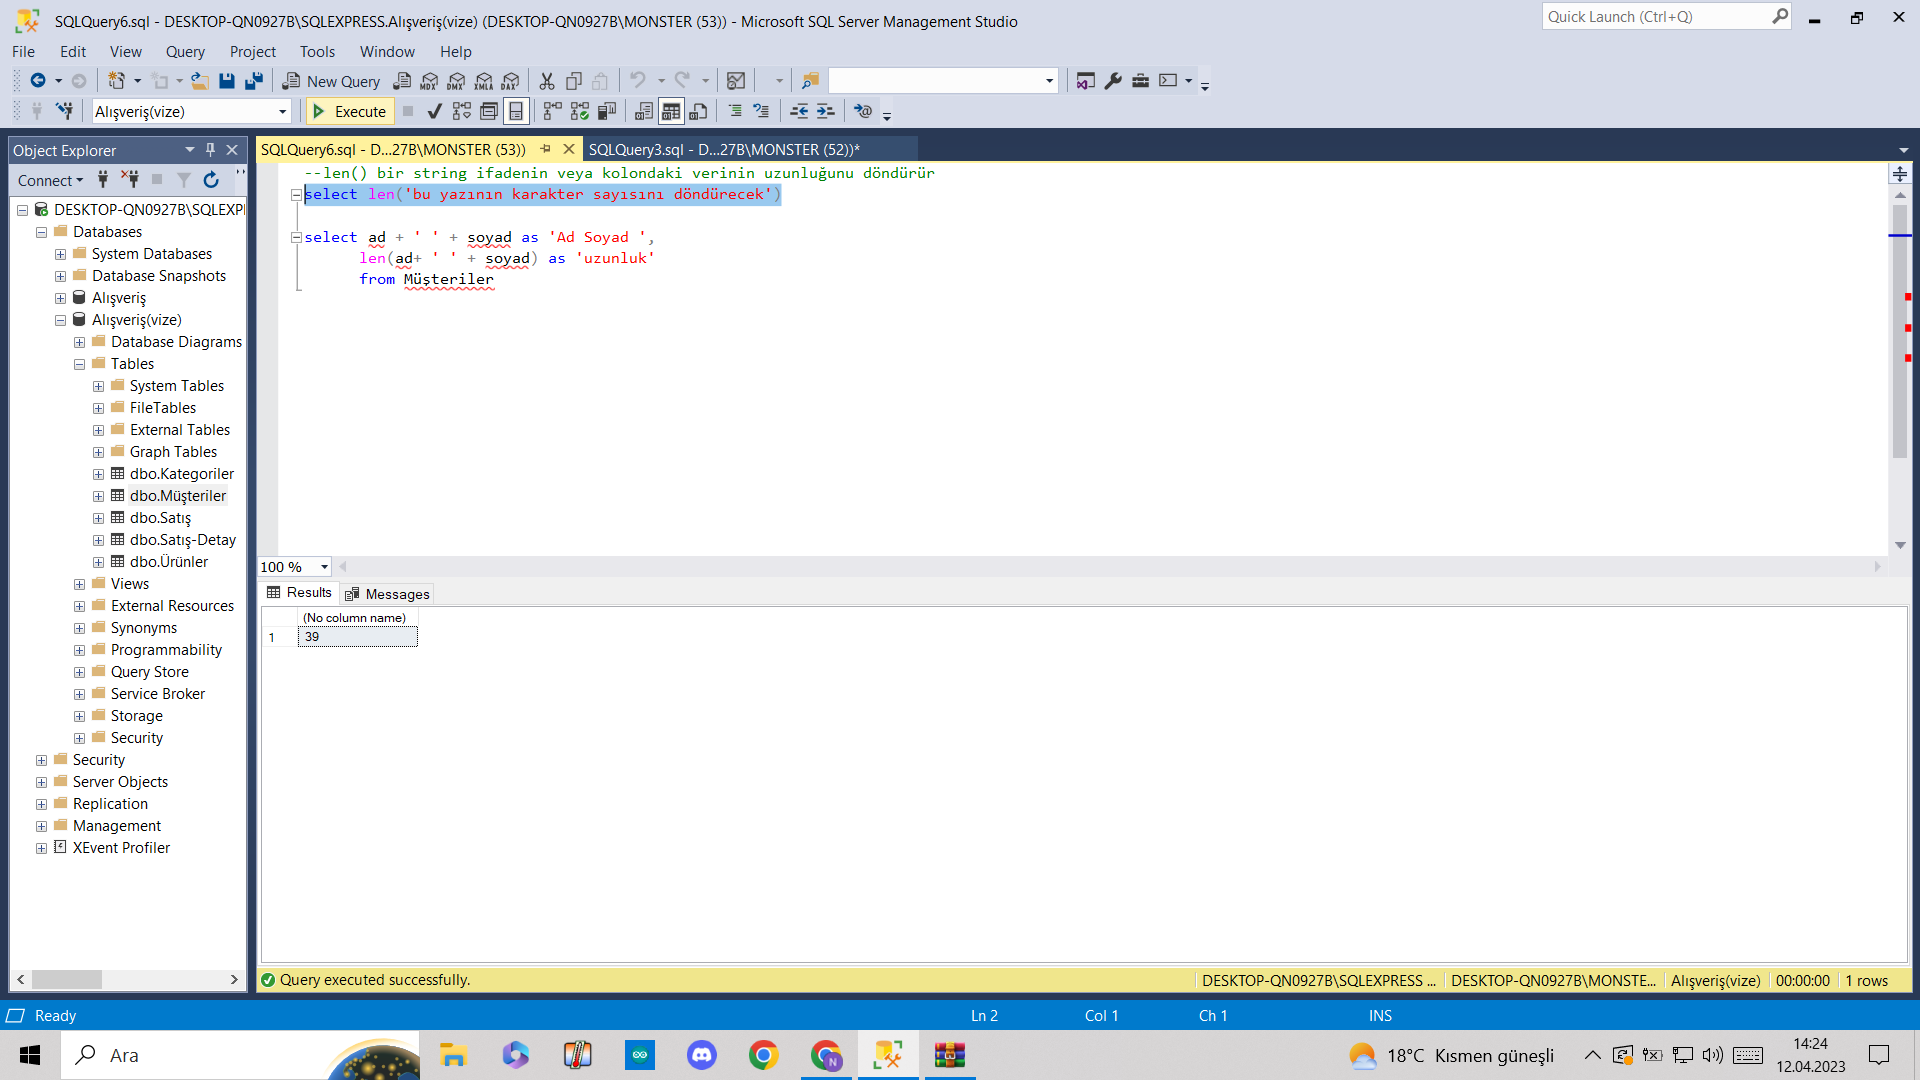 SQLQuery6.sql - DESKTOP-QN0927B\SQLEXPRESS.Alışveriş(vize) (DESKTOP-QN0927B\MONSTER (53)) - Microsoft SQL Server Management Studio
Quick Launch (Ctrl+Q)
File Edit View Query Project Tools Window Help
New Query MDX DMX XMLA DAX
Alışveriş(vize) Execute
Object Explorer
Connect
DESKTOP-QN0927B\SQLEXPI
Databases
System Databases
Database Snapshots
Alışveriş
Alışveriş(vize)
Database Diagrams
Tables
System Tables
FileTables
External Tables
Graph Tables
dbo.Kategoriler
dbo.Müşteriler
dbo.Satış
dbo.Satış-Detay
dbo.Ürünler
Views
External Resources
Synonyms
Programmability
Query Store
Service Broker
Storage
Security
Security
Server Objects
Replication
Management
XEvent Profiler
SQLQuery6.sql - D...27B\MONSTER (53)) SQLQuery3.sql - D...27B\MONSTER (52))*
--len() bir string ifadenin veya kolondaki verinin uzunluğunu döndürür
select len('bu yazının karakter sayısını döndürecek')
select ad + ' ' + soyad as 'Ad Soyad ',
len(ad+ ' ' + soyad) as 'uzunluk'
from Müşteriler
100 %
Results Messages
(No column name)
1 39
Query executed successfully. DESKTOP-QN0927B\SQLEXPRESS ... DESKTOP-QN0927B\MONSTE... Alışveriş(vize) 00:00:00 1 rows
Ready Ln 2 Col 1 Ch 1 INS
Ara
18°C Kısmen güneşli
14:24
12.04.2023